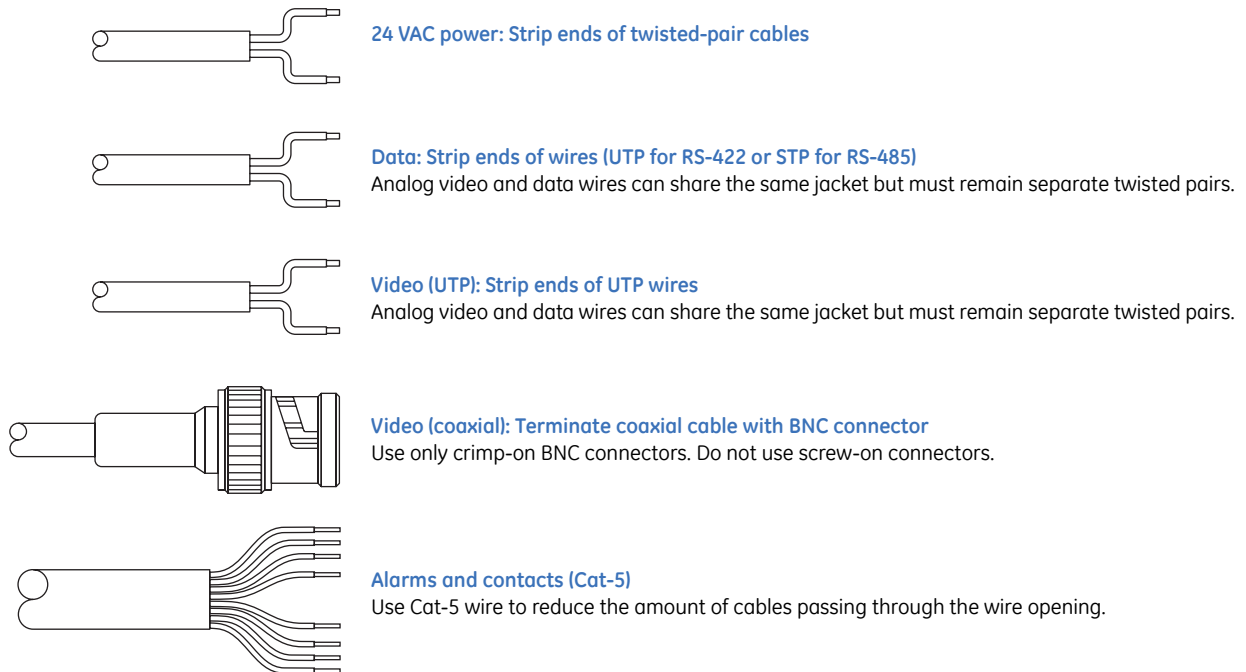 24 VAC power: Strip ends of twisted-pair cables
Data: Strip ends of wires (UTP for RS-422 or STP for RS-485)
Analog video and data wires can share the same jacket but must remain separate twisted pairs.
Video (UTP): Strip ends of UTP wires
Analog video and data wires can share the same jacket but must remain separate twisted pairs.
Video (coaxial): Terminate coaxial cable with BNC connector
Use only crimp-on BNC connectors. Do not use screw-on connectors.
Alarms and contacts (Cat-5)
Use Cat-5 wire to reduce the amount of cables passing through the wire opening.